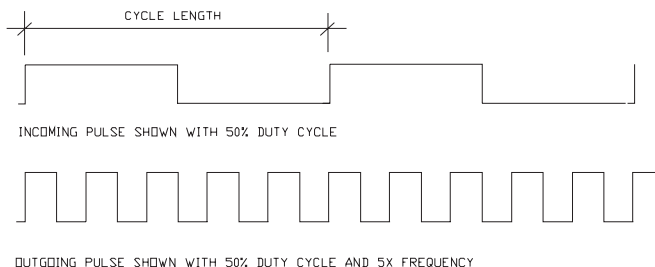 CYCLE LENGTH
INCOMING PULSE SHOWN WITH 50% DUTY CYCLE
OUTGOING PULSE SHOWN WITH 50% DUTY CYCLE AND 5X FREQUENCY